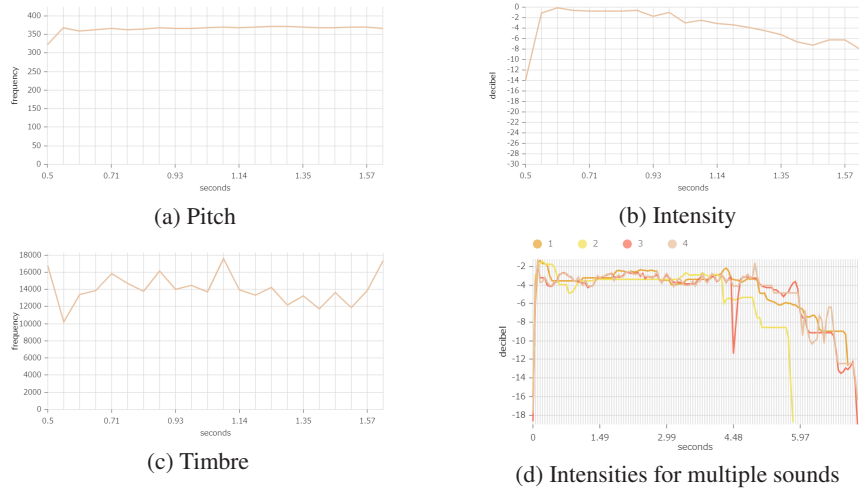 frequency
400
350
300
250
200
150
100
50
0
0.5 0.71 0.93 1.14 1.35 1.57
seconds
(a) Pitch
decibel
0
-2
-4
-6
-8
-10
-12
-14
-16
-18
-20
-22
-24
-26
-28
-30
0.5 0.71 0.93 1.14 1.35 1.57
seconds
(b) Intensity
frequency
18000
16000
14000
12000
10000
8000
6000
4000
2000
0
0.5 0.71 0.93 1.14 1.35 1.57
seconds
(c) Timbre
1 2 3 4
decibel
-2
-4
-6
-8
-10
-12
-14
-16
-18
0 1.49 2.99 4.48 5.97
seconds
(d) Intensities for multiple sounds